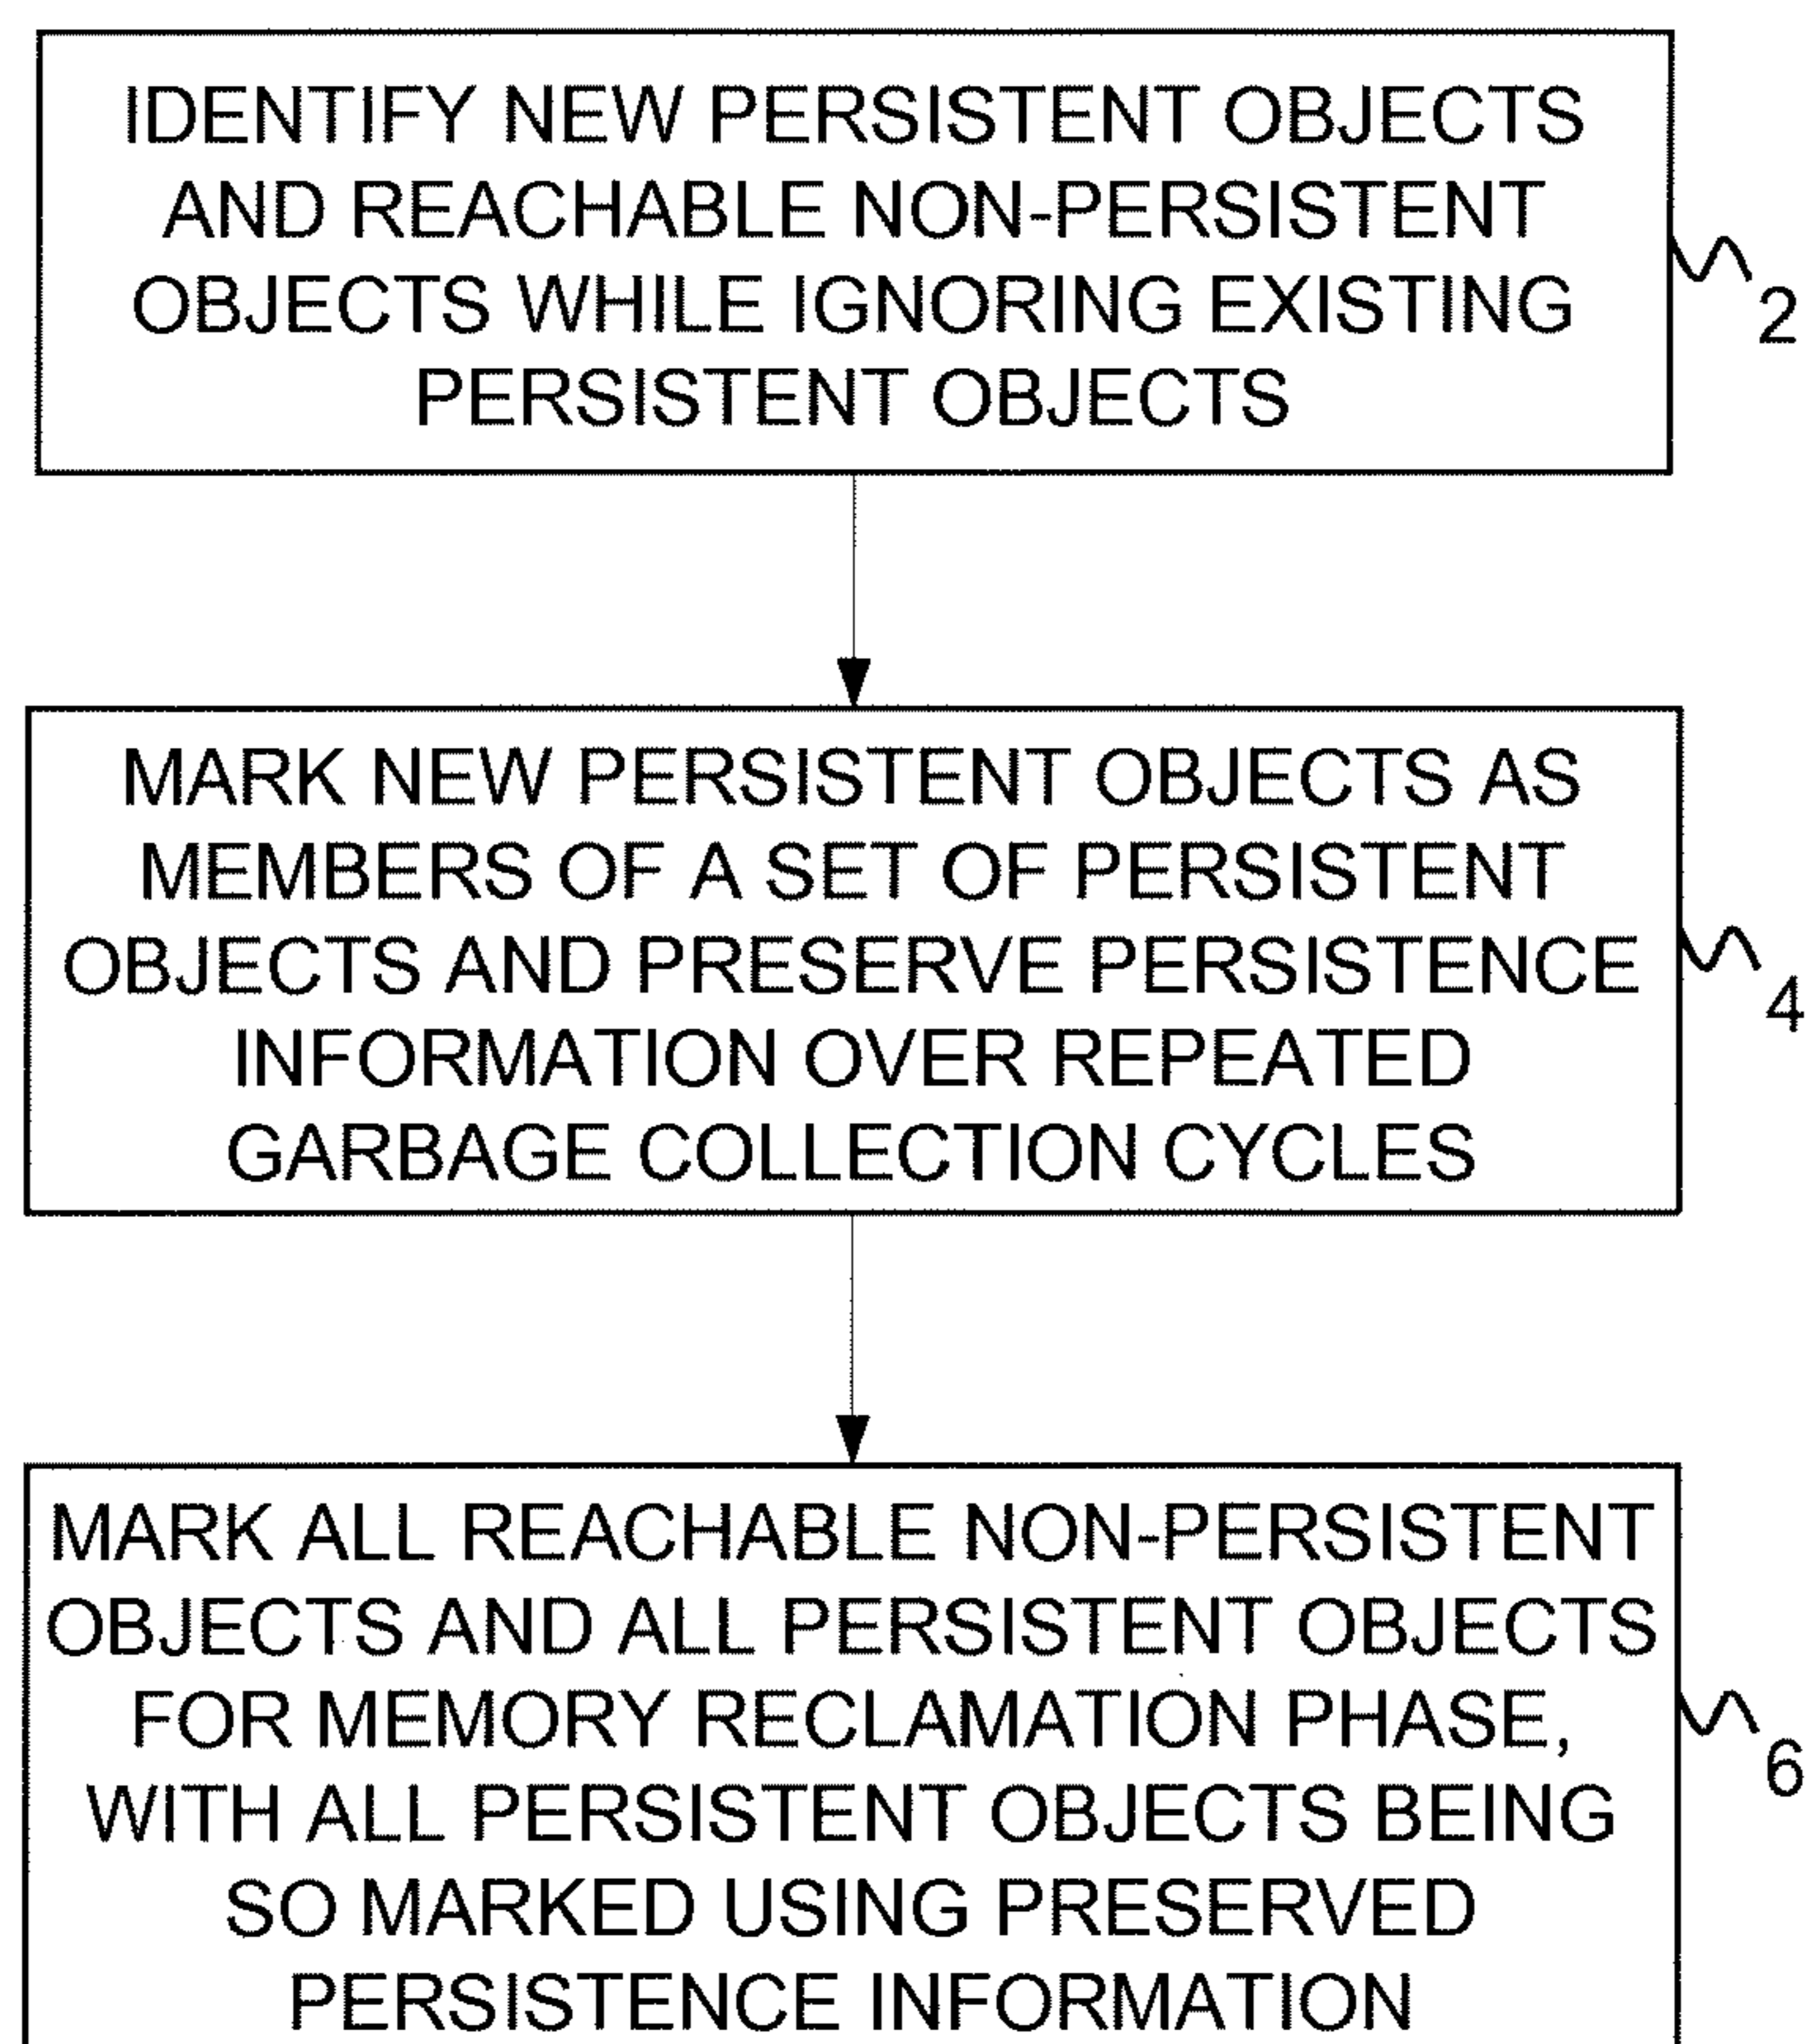 IDENTIFY NEW PERSISTENT OBJECTS
AND REACHABLE NON-PERSISTENT
OBJECTS WHILE IGNORING EXISTING
PERSISTENT OBJECTS
2
MARK NEW PERSISTENT OBJECTS AS
MEMBERS OF A SET OF PERSISTENT
OBJECTS AND PRESERVE PERSISTENCE
INFORMATION OVER REPEATED
GARBAGE COLLECTION CYCLES
4
MARK ALL REACHABLE NON-PERSISTENT
OBJECTS AND ALL PERSISTENT OBJECTS
FOR MEMORY RECLAMATION PHASE,
WITH ALL PERSISTENT OBJECTS BEING
SO MARKED USING PRESERVED
PERSISTENCE INFORMATION
6